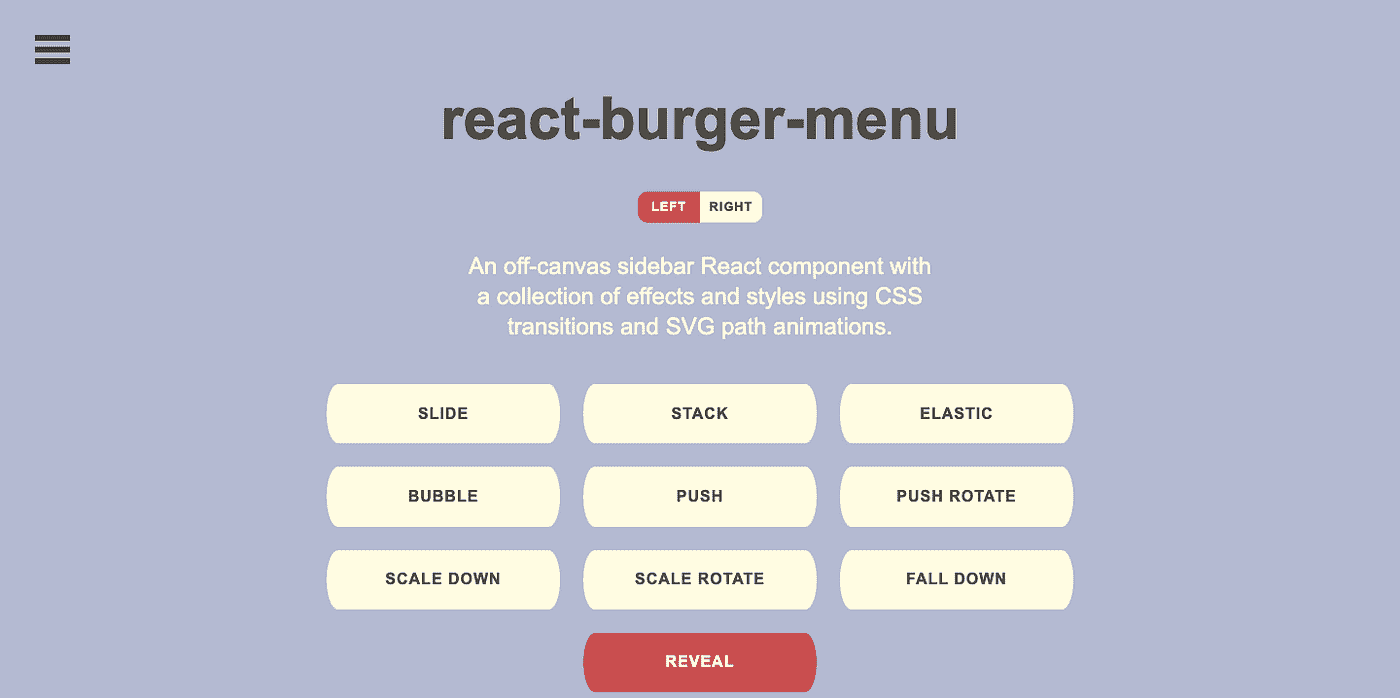 react-burger-menu
LEFT RIGHT
An off-canvas sidebar React component with
a collection of effects and styles using CSS
transitions and SVG path animations.
SLIDE STACK ELASTIC
BUBBLE PUSH PUSH ROTATE
SCALE DOWN SCALE ROTATE FALL DOWN
REVEAL